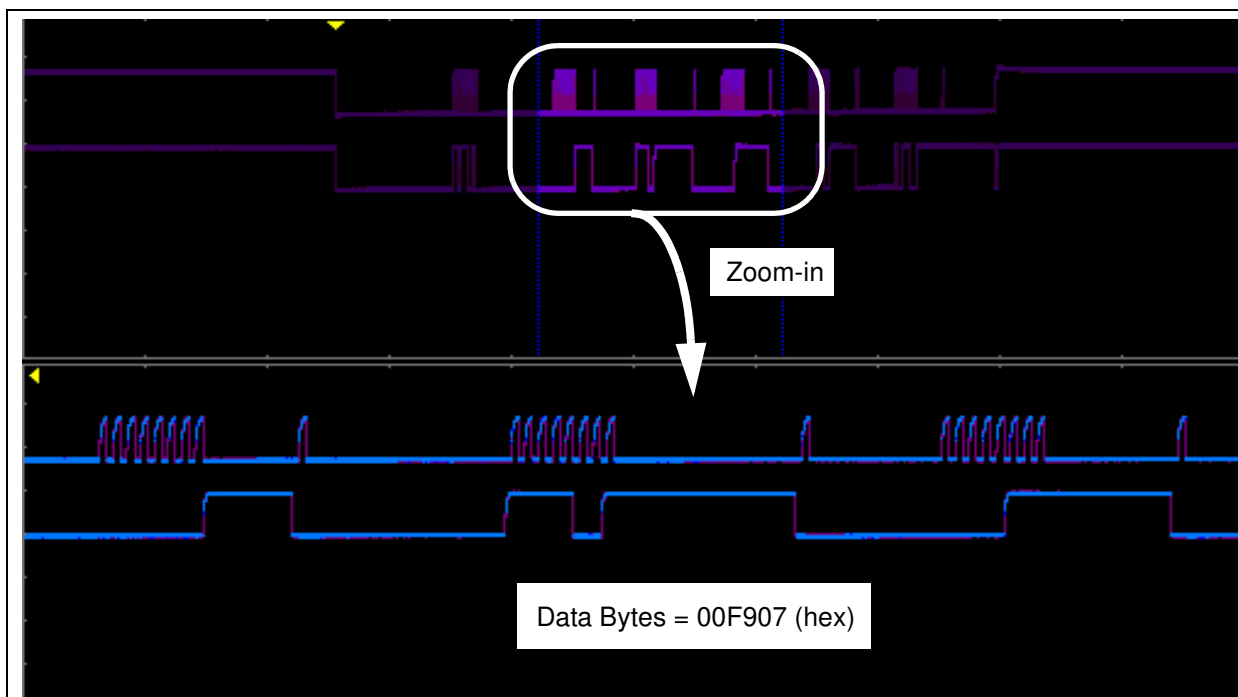 Zoom-in
Data Bytes = 00F907 (hex)